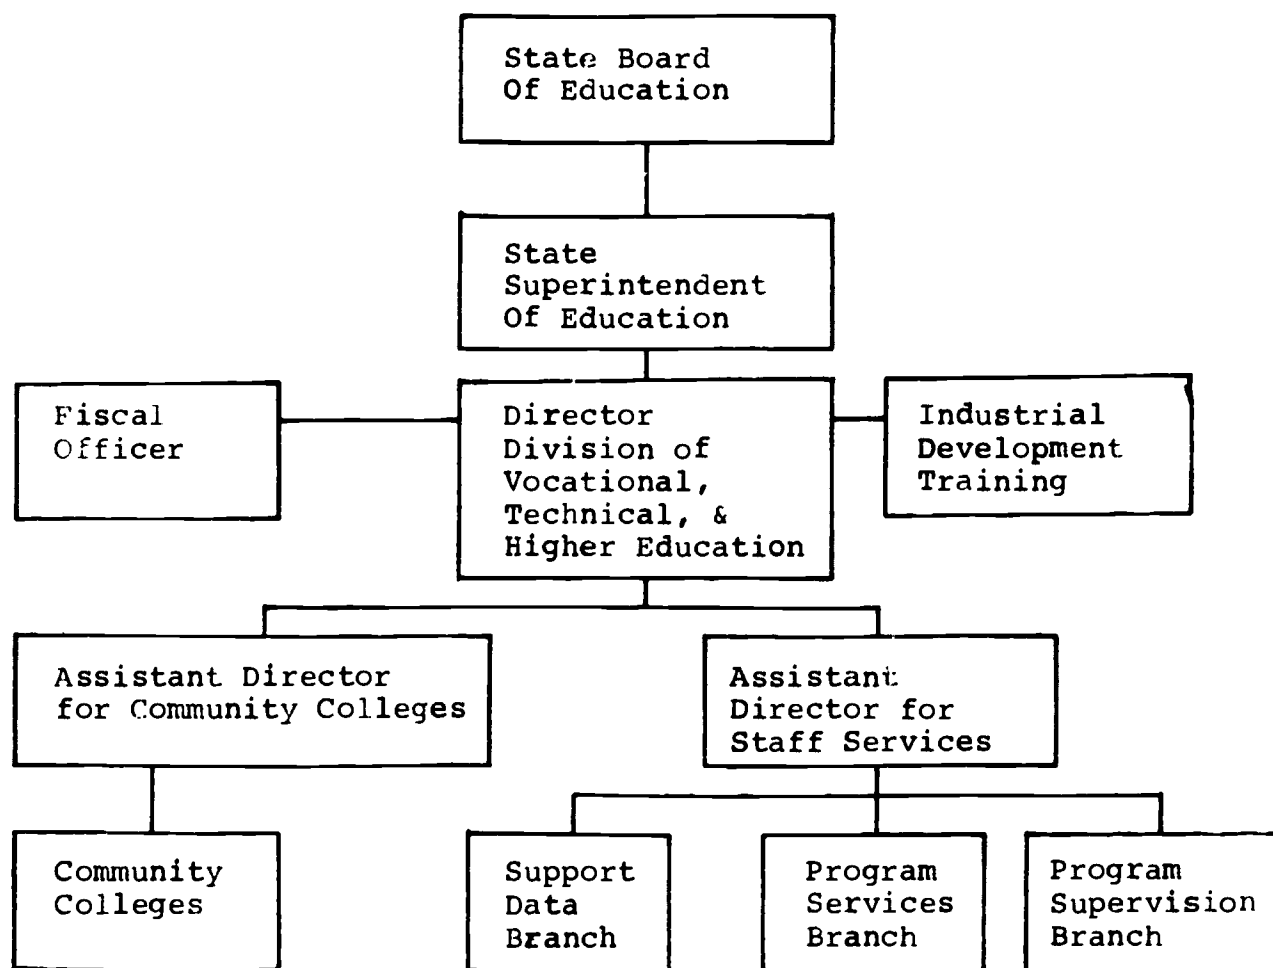 State Board
Of Education
State
Superintendent
Of Education
Fiscal
Officer
Director
Division of
Vocational,
Technical, &
Higher Education
Industrial
Development
Training
Assistant Director
for Community Colleges
Assistant
Director for
Staff Services
Community
Colleges
Support
Data
Branch
Program
Services
Branch
Program
Supervision
Branch